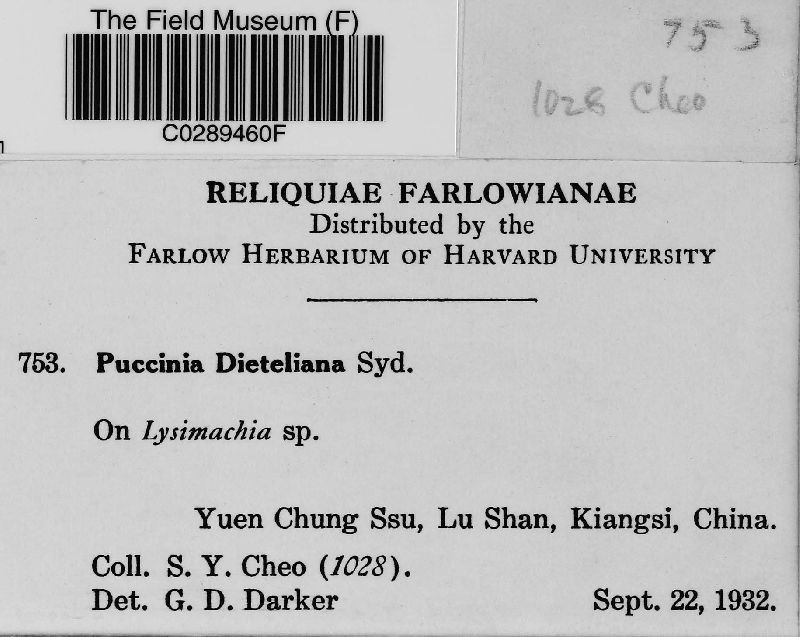 The Field Museum (F)
C0289460F
753
1028 Cheo
RELIQUIAE FARLOWIANAE
Distributed by the
FARLOW HERBARIUM OF HARVARD UNIVERSITY
753. Puccinia Dieteliana Syd.
On Lysimachia sp.
Yuen Chung Ssu, Lu Shan, Kiangsi, China.
Coll. S. Y. Cheo (1028).
Det. G. D. Darker Sept. 22, 1932.